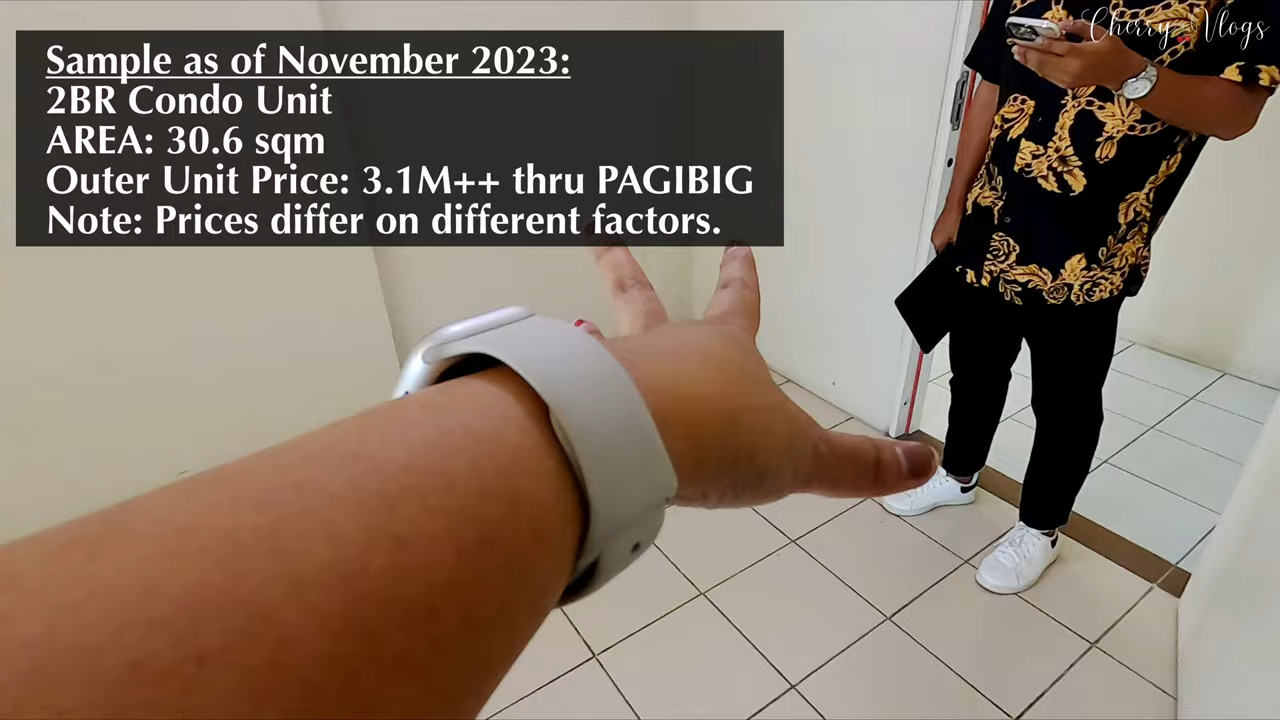 Cherry Vlogs
Sample as of November 2023:
2BR Condo Unit
AREA: 30.6 sqm
Outer Unit Price: 3.1M++ thru PAGIBIG
Note: Prices differ on different factors.